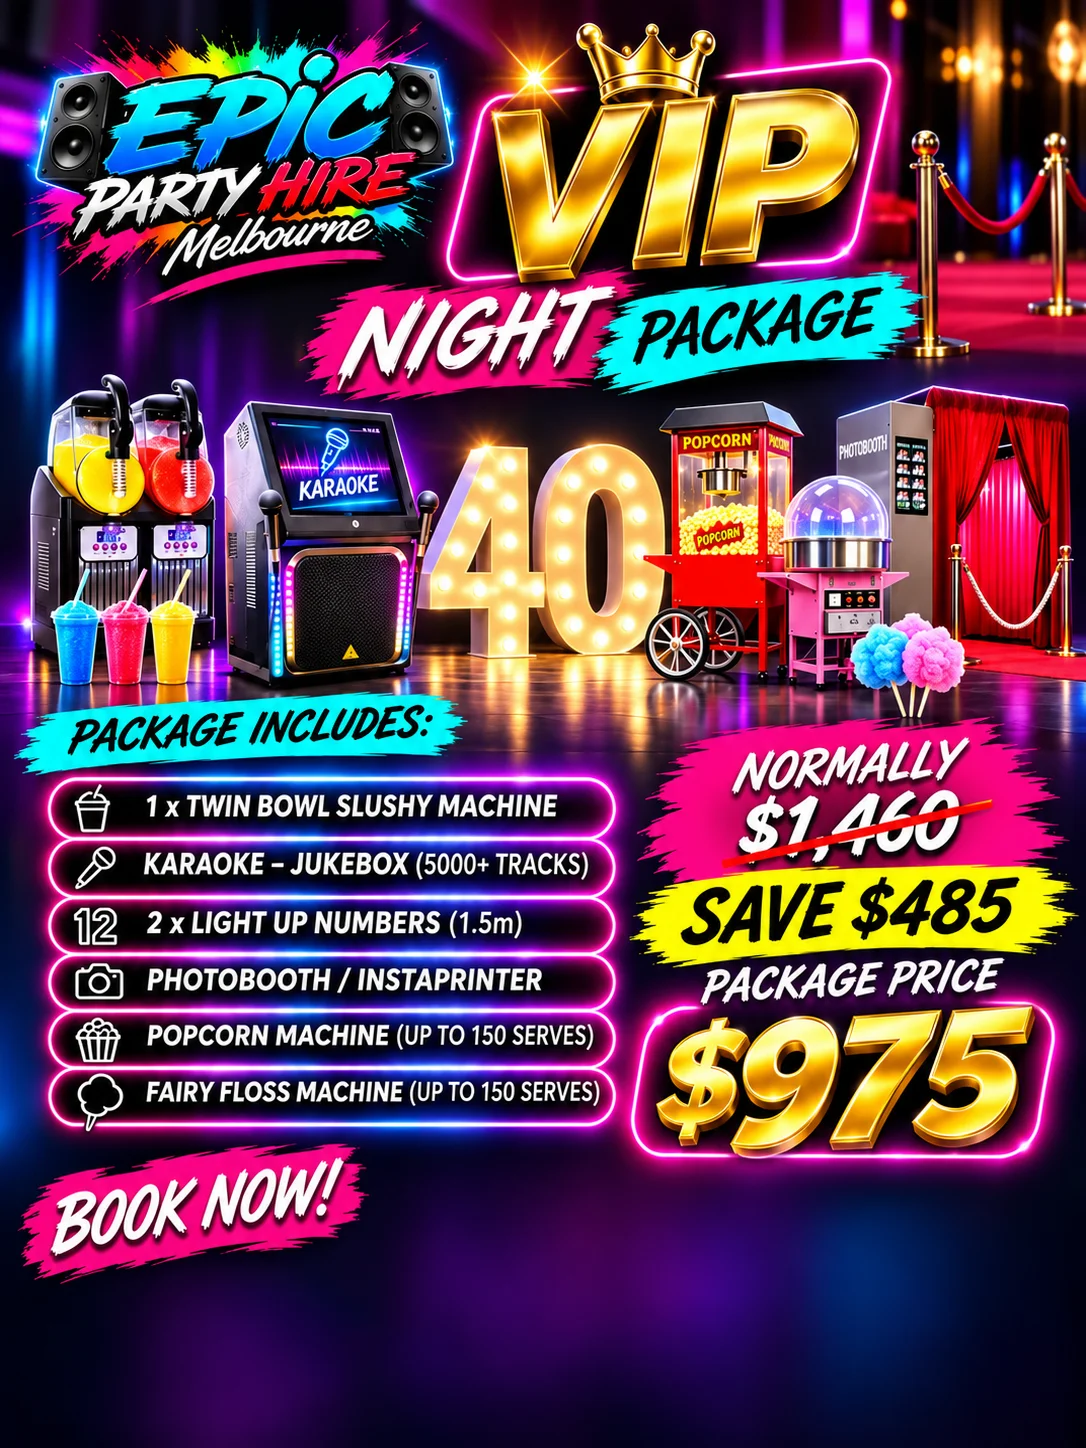 EPIC
PARTY HIRE
Melbourne
VIP
NIGHT PACKAGE
KARAOKE
40
POPCORN
POPCORN
POPCORN
PHOTOBOOTH
PACKAGE INCLUDES:
1 x TWIN BOWL SLUSHY MACHINE
KARAOKE – JUKEBOX (5000+ TRACKS)
12
2 x LIGHT UP NUMBERS (1.5m)
PHOTOBOOTH / INSTAPRINTER
POPCORN MACHINE (UP TO 150 SERVES)
FAIRY FLOSS MACHINE (UP TO 150 SERVES)
NORMALLY
$1,460
SAVE $485
PACKAGE PRICE
$975
BOOK NOW!